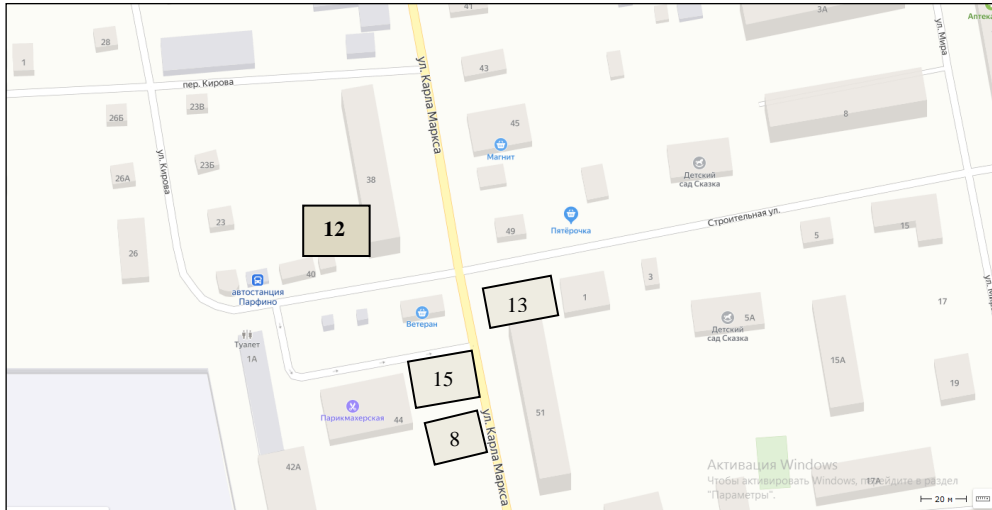 41
3А
Аптека
28
1
43
ул. Мира
пер. Кирова
ул. Карла Маркса
23В
26Б
45
8
Магнит
23Б
26А
38
ул. Кирова
Детский
сад Сказка
23
12
49
Пятёрочка
Строительная ул.
5
15
26
40
автостанция
Парфино
3
13
1
17
Ветеран
5А
Детский
сад Сказка
Туалет
1А
15А
15
19
Парикмахерская
44
51
8
ул. Карла Маркса
42А
17А
Активация Windows
Чтобы активировать Windows, перейдите в раздел
"Параметры".
20 м